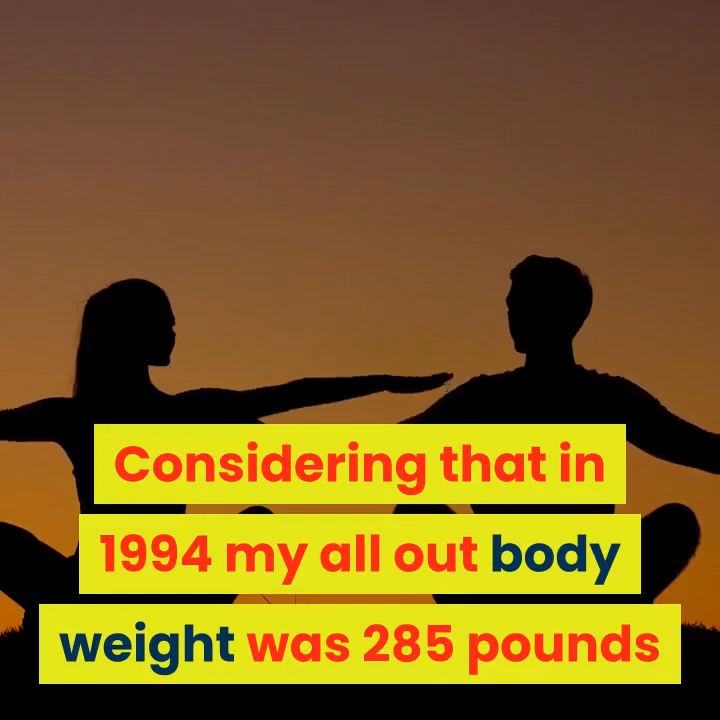 Considering that in
1994 my all out body
weight was 285 pounds